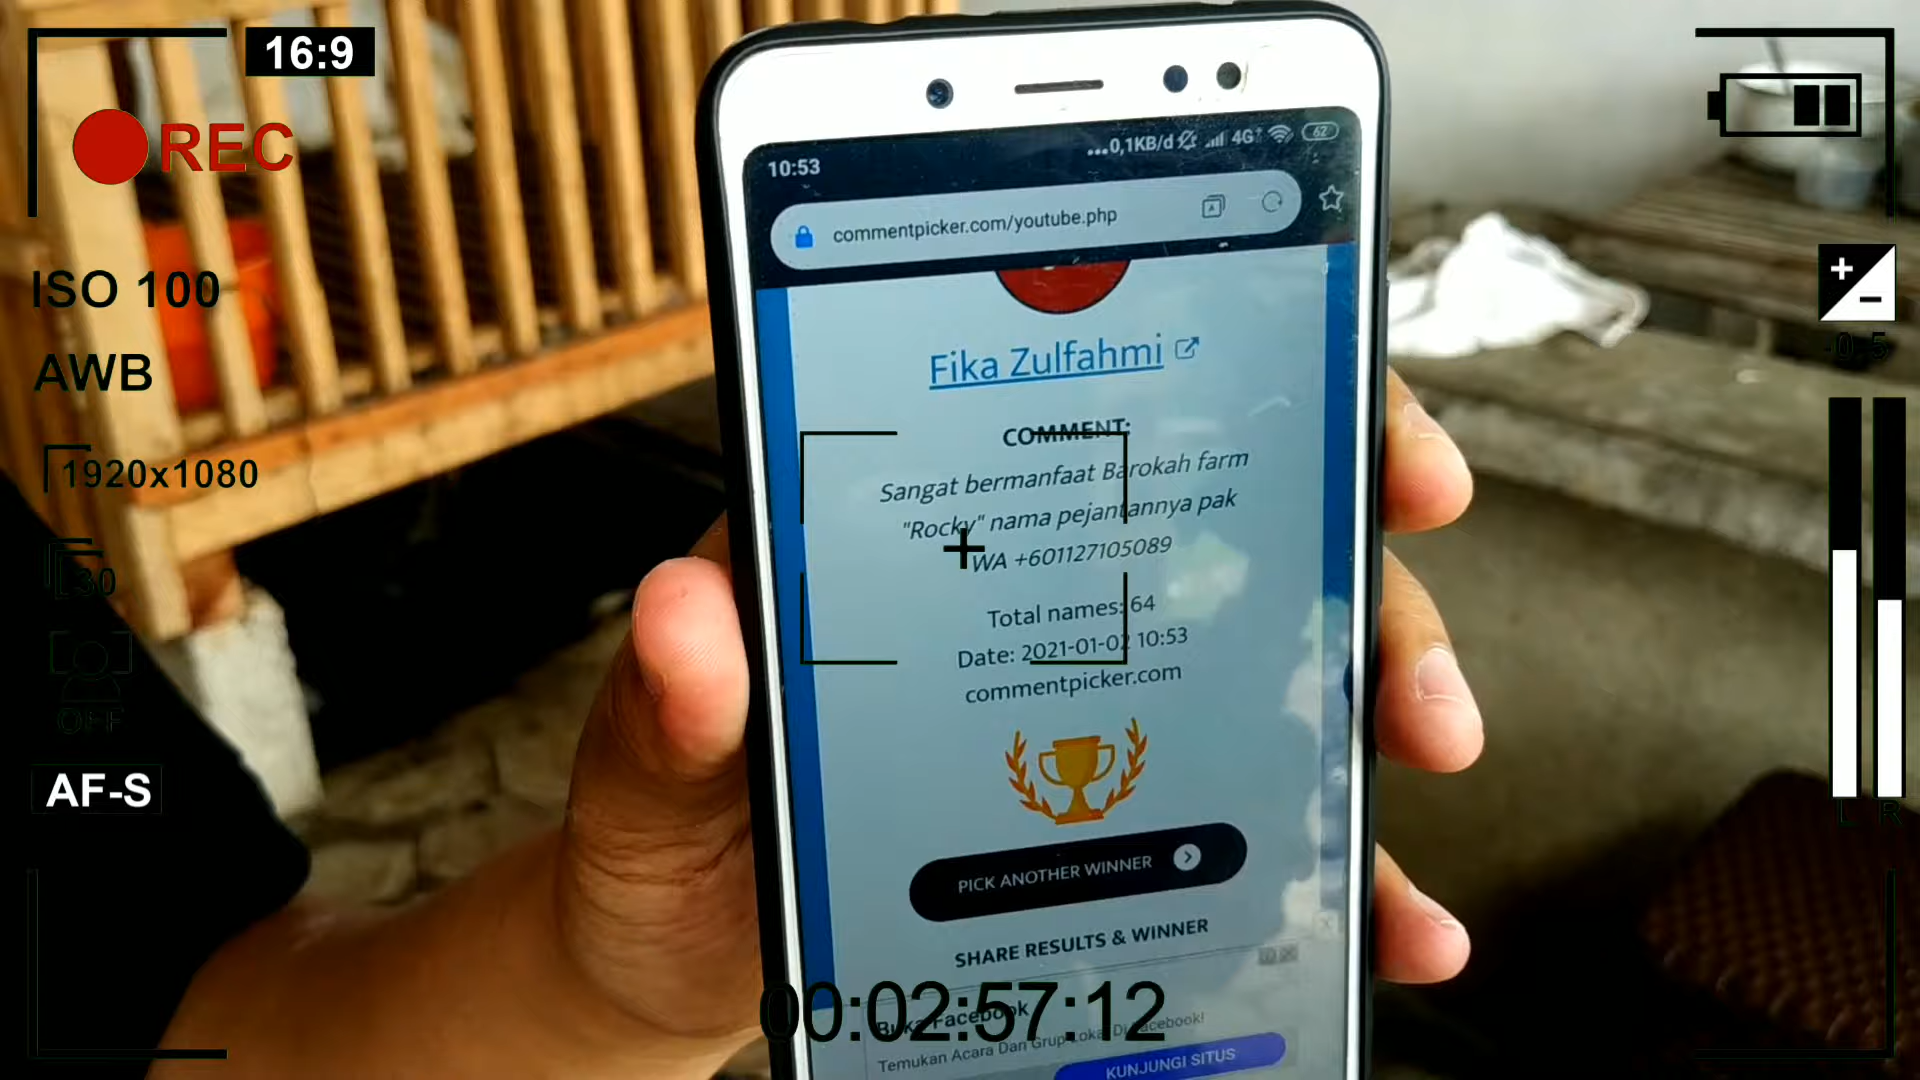 16:9
REC
ISO 100
AWB
1920x1080
30
OFF
AF-S
-0.5
L R
10:53
...0,1KB/d 4G+ 62
commentpicker.com/youtube.php
Fika Zulfahmi
COMMENT:
Sangat bermanfaat Barokah farm
"Rocky" nama pejantannya pak
WA +601127105089
Total names: 64
Date: 2021-01-02 10:53
commentpicker.com
PICK ANOTHER WINNER
SHARE RESULTS & WINNER
00:02:57:12
Buka Facebook
Temukan Acara Dan Grup Lokal Di Facebook!
KUNJUNGI SITUS